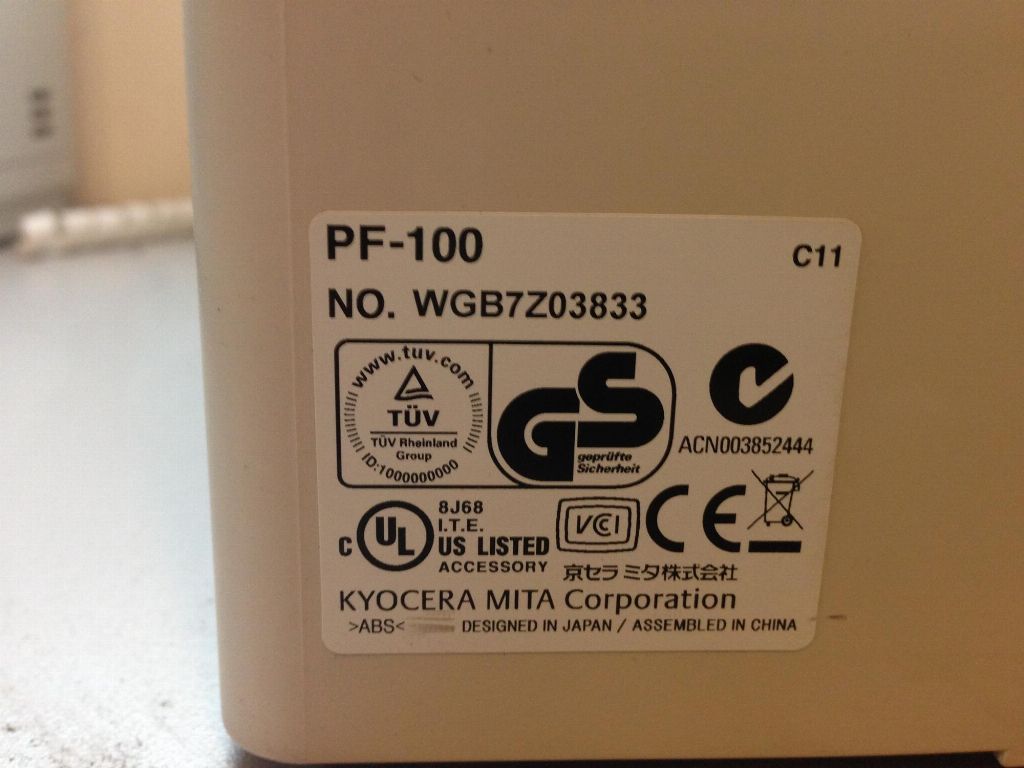 PF-100
C11
NO. WGB7Z03833
www.tuv.com
TÜV
TÜV Rheinland
Group
ID:1000000000
GS
geprüfte
Sicherheit
ACN003852444
C UL US LISTED
8J68
I.T.E.
ACCESSORY
VCI
CE
京セラミタ株式会社
KYOCERA MITA Corporation
>ABS< DESIGNED IN JAPAN / ASSEMBLED IN CHINA